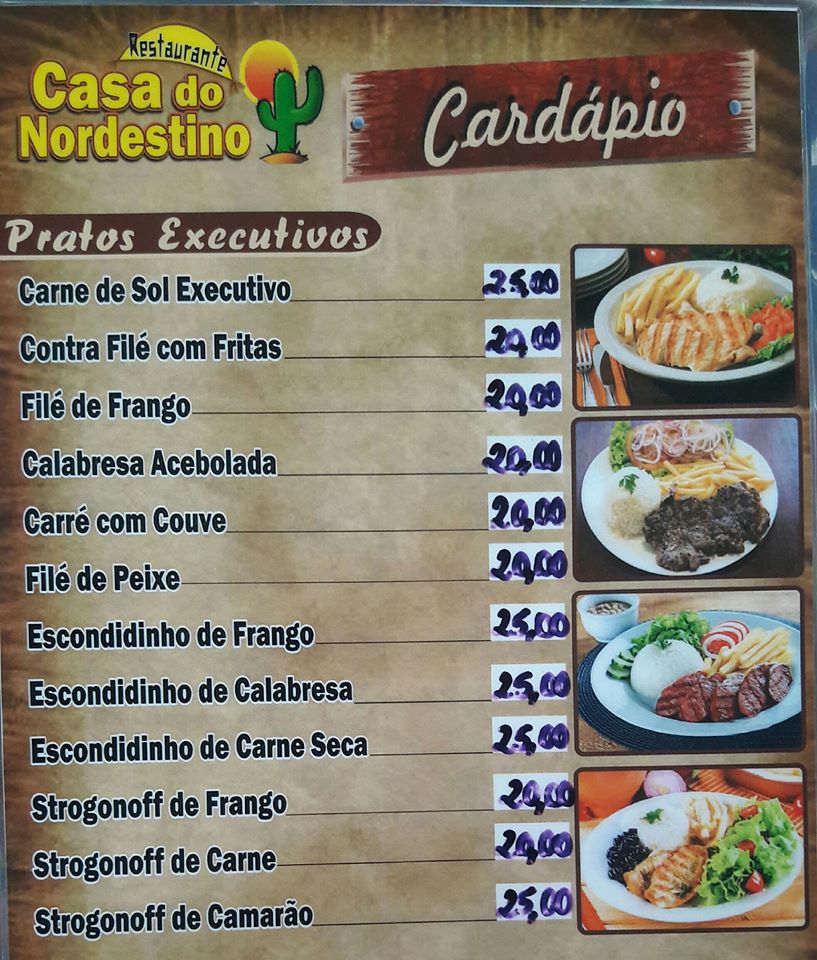 Restaurante
Casa do
Nordestino
Cardápio
Pratos Executivos
Carne de Sol Executivo 25,00
Contra Filé com Fritas 20,00
Filé de Frango 20,00
Calabresa Acebolada 20,00
Carré com Couve 20,00
Filé de Peixe 20,00
Escondidinho de Frango 25,00
Escondidinho de Calabresa 25,00
Escondidinho de Carne Seca 25,00
Strogonoff de Frango 20,00
Strogonoff de Carne 20,00
Strogonoff de Camarão 25,00